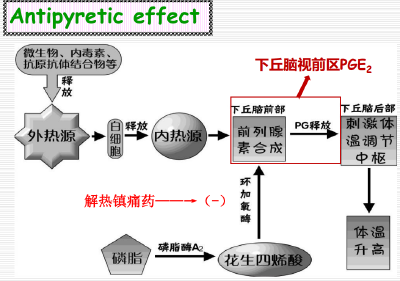 Antipyretic effect
微生物、内毒素、
抗原抗体结合物等
释
放
下丘脑视前区PGE₂
外热源
白
细
胞
释放
内热源
下丘脑前部
前列腺
素合成
PG释放
下丘脑后部
刺激体
温调节
中枢
解热镇痛药———→（-）
环
加
氧
酶
磷脂
磷脂酶A₂
花生四烯酸
体温
升高